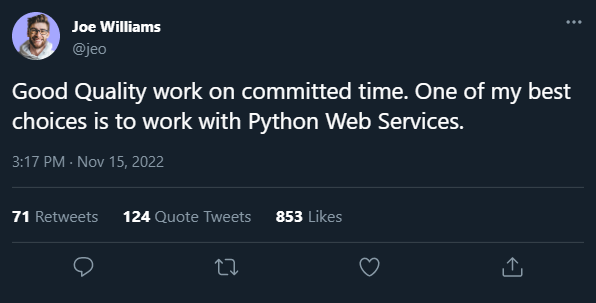 Joe Williams
@jeo
Good Quality work on committed time. One of my best
choices is to work with Python Web Services.
3:17 PM · Nov 15, 2022
71 Retweets 124 Quote Tweets 853 Likes